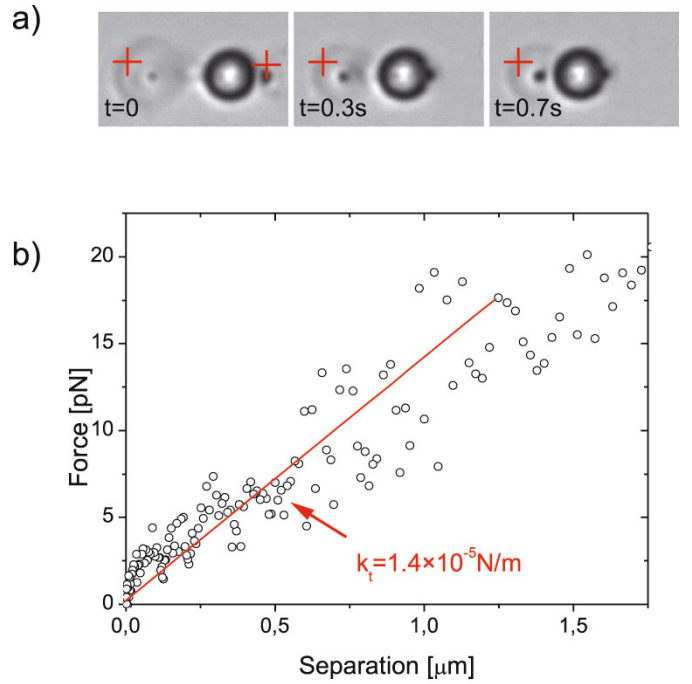 a)
t=0
t=0.3s
t=0.7s
b)
Force [pN]
20
15
10
5
0
0,0
0,5
1,0
1,5
Separation [μm]
kt=1.4×10⁻⁵N/m